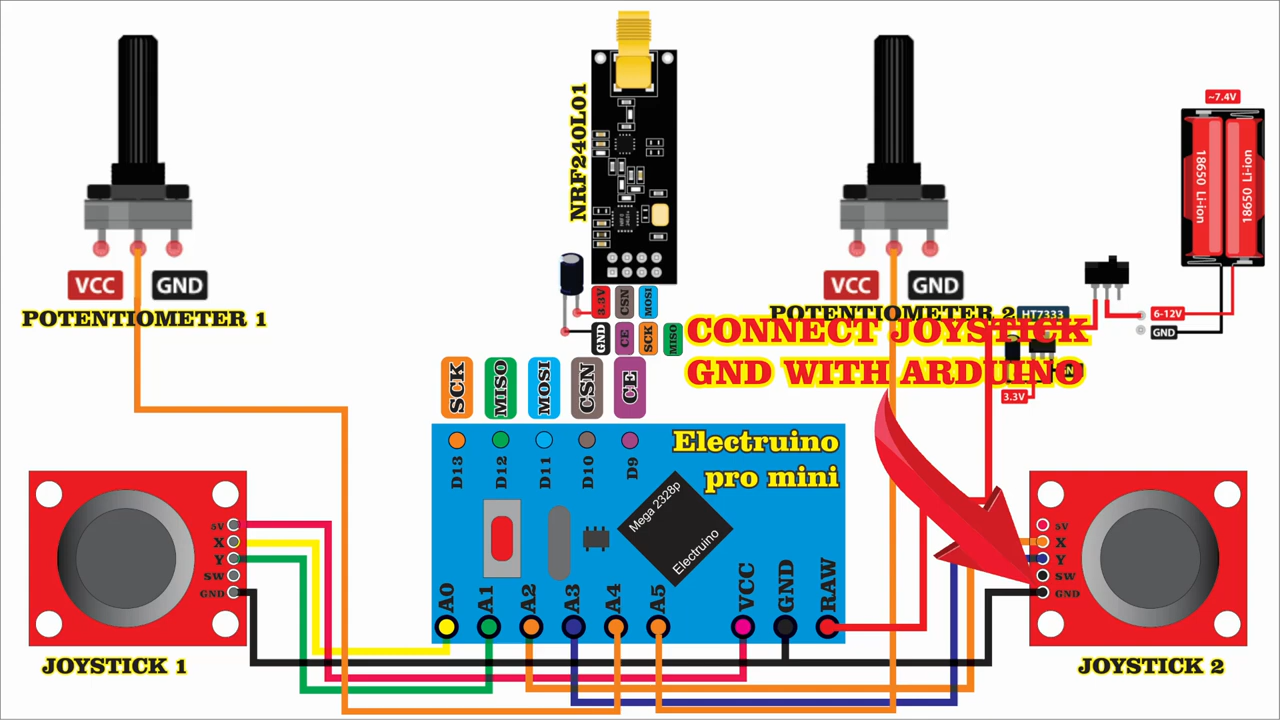 ~7.4V
18650 Li-ion
18650 Li-ion
NRF240L01
VCC
GND
POTENTIOMETER 1
VCC
GND
POTENTIOMETER 2
HT7333
6-12V
GND
3.3V
CSN
MOSI
GND
CE
SCK
MISO
CONNECT JOYSTICK
GND WITH ARDUINO
3.3V
SCK
MISO
MOSI
CSN
CE
D13
D12
D11
D10
D9
Electruino
pro mini
Mega 2328p
Electruino
5V
X
Y
SW
GND
JOYSTICK 1
A0
A1
A2
A3
A4
A5
VCC
GND
RAW
5V
X
Y
SW
GND
JOYSTICK 2